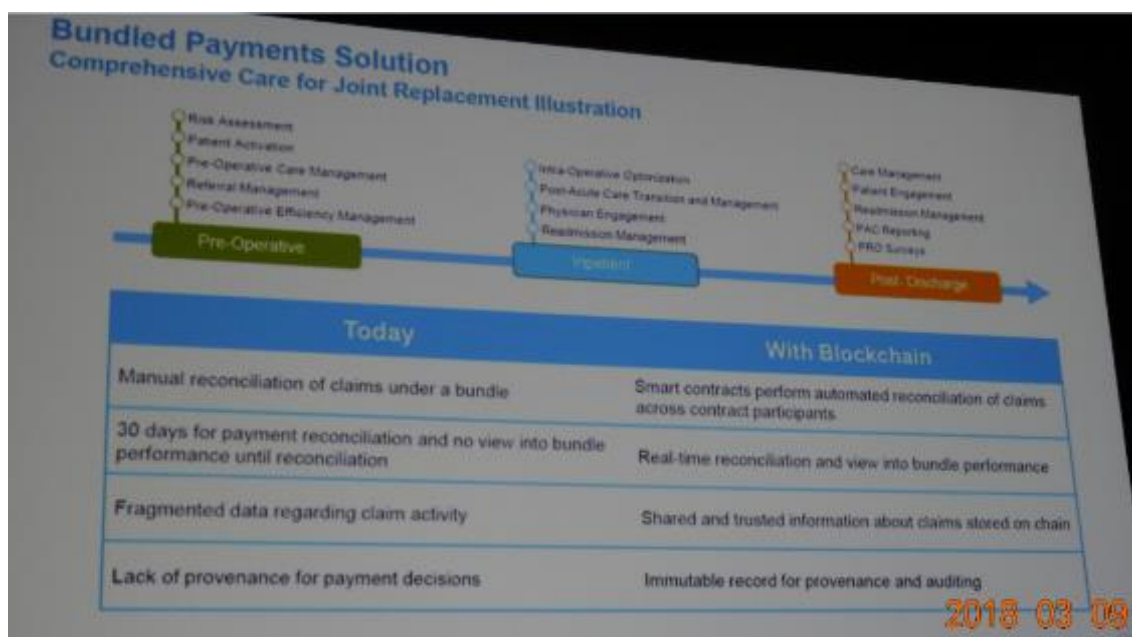 Bundled Payments Solution
Comprehensive Care for Joint Replacement Illustration
Risk Assessment
Patient Activation
Pre-Operative Care Management
Referral Management
Pre-Operative Efficiency Management
Intra-Operative Optimization
Post-Acute Care Transition and Management
Physician Engagement
Readmission Management
Care Management
Patient Engagement
Readmission Management
PAC Reporting
PRO Surveys
Pre-Operative
Inpatient
Post-Discharge
Today
With Blockchain
Manual reconciliation of claims under a bundle
Smart contracts perform automated reconciliation of claims
across contract participants
30 days for payment reconciliation and no view into bundle
performance until reconciliation
Real-time reconciliation and view into bundle performance
Fragmented data regarding claim activity
Shared and trusted information about claims stored on chain
Lack of provenance for payment decisions
Immutable record for provenance and auditing
2018 03 09